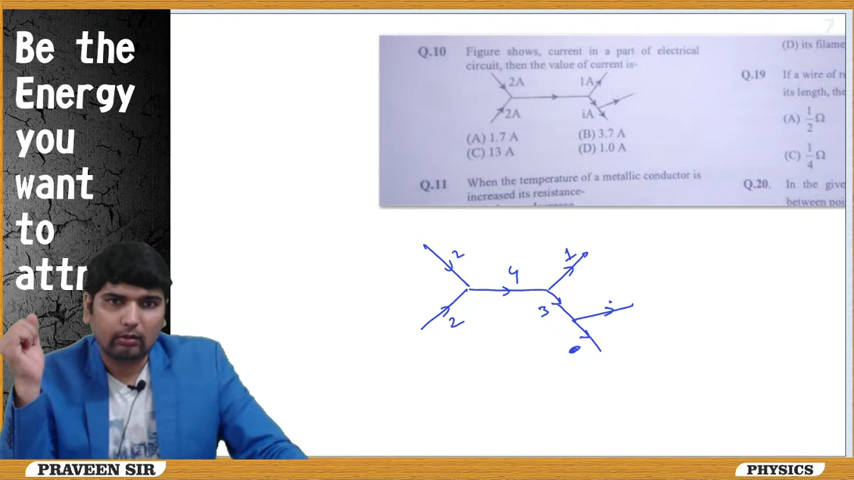 Be the
Energy
you
want
to
attr
7
Q.10 Figure shows, current in a part of electrical
circuit, then the value of current is-
2A 1A
2A iA
(A) 1.7 A (B) 3.7 A
(C) 13 A (D) 1.0 A
Q.11 When the temperature of a metallic conductor is
increased its resistance-
(D) its filame
Q.19 If a wire of r
its length, the
(A) 1/2 Ω
(C) 1/4 Ω
Q.20. In the give
between poi
2 4 1
2 3 i
PRAVEEN SIR
PHYSICS